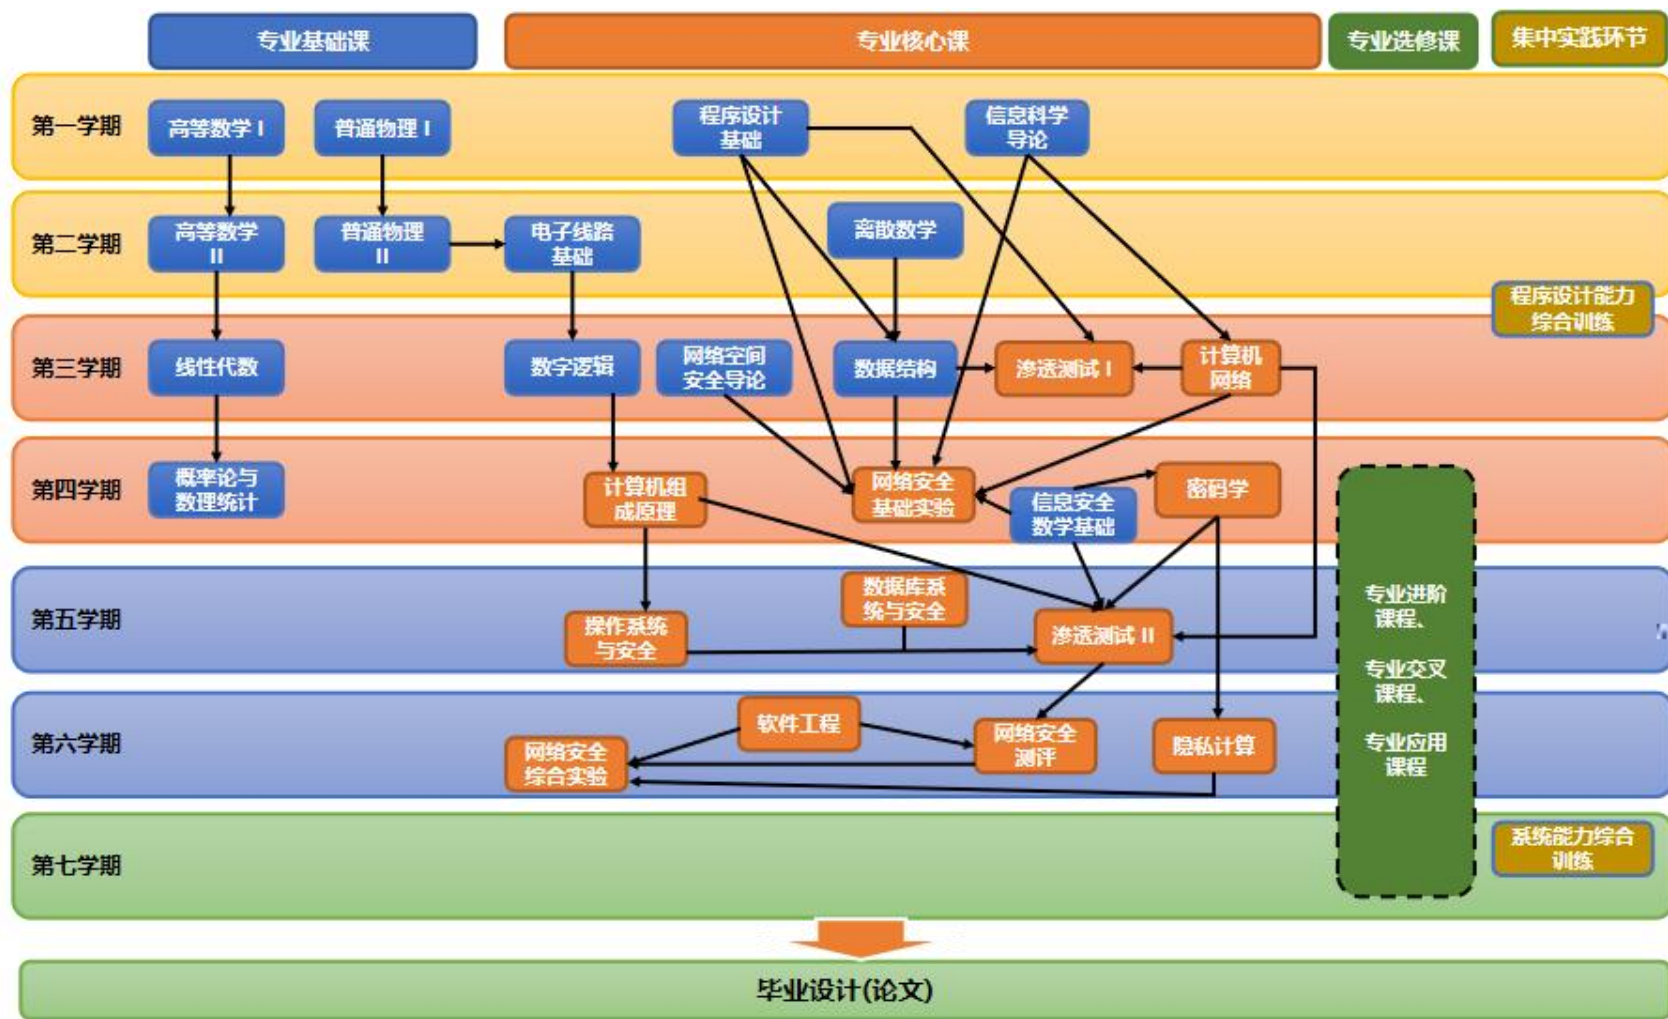 专业基础课
专业核心课
专业选修课
集中实践环节
第一学期
高等数学 I
普通物理 I
程序设计
基础
信息科学
导论
第二学期
高等数学
II
普通物理
II
电子线路
基础
离散数学
程序设计能力
综合训练
第三学期
线性代数
数字逻辑
网络空间
安全导论
数据结构
渗透测试 I
计算机
网络
第四学期
概率论与
数理统计
计算机组
成原理
网络安全
基础实验
信息安全
数学基础
密码学
第五学期
操作系统
与安全
数据库系
统与安全
渗透测试 II
专业进阶
课程、
专业交叉
课程、
专业应用
课程
第六学期
网络安全
综合实验
软件工程
网络安全
测评
隐私计算
第七学期
系统能力综合
训练
毕业设计(论文)